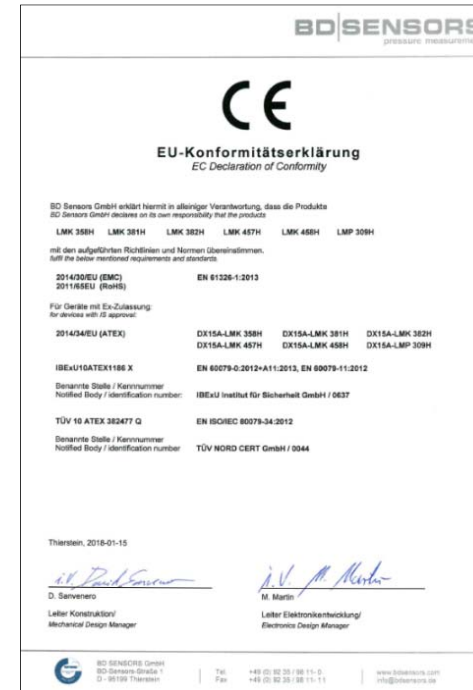 BD|SENSORS
pressure measureme
CE
EU-Konformitätserklärung
EC Declaration of Conformity
BD Sensors GmbH erklärt hiermit in alleiniger Verantwortung, dass die Produkte
BD Sensors GmbH declares on its own responsibility that the products
LMK 358H LMK 381H LMK 382H LMK 457H LMK 458H LMP 309H
mit den aufgeführten Richtlinien und Normen übereinstimmen.
fulfil the below mentioned requirements and standards.
2014/30/EU (EMC) EN 61326-1:2013
2011/65EU (RoHS)
Für Geräte mit Ex-Zulassung:
for devices with IS approval:
2014/34/EU (ATEX) DX15A-LMK 358H DX15A-LMK 381H DX15A-LMK 382H
DX15A-LMK 457H DX15A-LMK 458H DX15A-LMP 309H
IBExU10ATEX1186 X EN 60079-0:2012+A11:2013, EN 60079-11:2012
Benannte Stelle / Kennnummer
Notified Body / identification number: IBExU Institut für Sicherheit GmbH / 0637
TÜV 10 ATEX 382477 Q EN ISO/IEC 80079-34:2012
Benannte Stelle / Kennnummer
Notified Body / identification number TÜV NORD CERT GmbH / 0044
Thierstein, 2018-01-15
i.V. David Sanvenero i.V. M. Martin
D. Sanvenero M. Martin
Leiter Konstruktion/ Leiter Elektronikentwicklung/
Mechanical Design Manager Electronics Design Manager
BD SENSORS GmbH
BD-Sensors-Straße 1 Tel. +49 (0) 92 35 / 98 11- 0 www.bdsensors.com
D - 95199 Thierstein Fax +49 (0) 92 35 / 98 11- 11 info@bdsensors.de